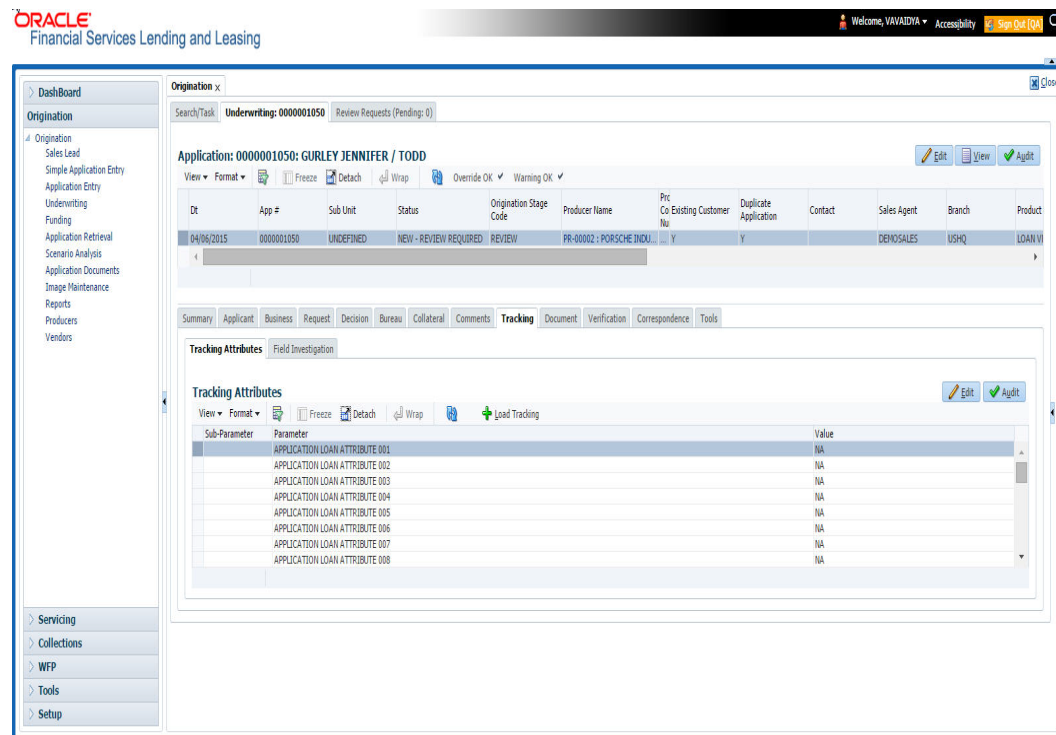 ORACLE
Financial Services Lending and Leasing
Welcome, VAVAIDYA Accessibility Sign Out [QA]
DashBoard
Origination
Origination
Sales Lead
Simple Application Entry
Application Entry
Underwriting
Funding
Application Retrieval
Scenario Analysis
Application Documents
Image Maintenance
Reports
Producers
Vendors
Servicing
Collections
WFP
Tools
Setup
Origination x
Close
Search/Task Underwriting: 0000001050 Review Requests (Pending: 0)
Application: 0000001050: GURLEY JENNIFER / TODD
Edit View Audit
View Format Freeze Detach Wrap Override OK Warning OK
Dt App # Sub Unit Status Origination Stage Code Producer Name Prc Co Nu Existing Customer Duplicate Application Contact Sales Agent Branch Product
04/06/2015 0000001050 UNDEFINED NEW - REVIEW REQUIRED REVIEW PR-00002 : PORSCHE INDU... ... Y Y DEMOSALES USHQ LOAN VI
Summary Applicant Business Request Decision Bureau Collateral Comments Tracking Document Verification Correspondence Tools
Tracking Attributes Field Investigation
Tracking Attributes
Edit Audit
View Format Freeze Detach Wrap Load Tracking
Sub-Parameter Parameter Value
APPLICATION LOAN ATTRIBUTE 001 NA
APPLICATION LOAN ATTRIBUTE 002 NA
APPLICATION LOAN ATTRIBUTE 003 NA
APPLICATION LOAN ATTRIBUTE 004 NA
APPLICATION LOAN ATTRIBUTE 005 NA
APPLICATION LOAN ATTRIBUTE 006 NA
APPLICATION LOAN ATTRIBUTE 007 NA
APPLICATION LOAN ATTRIBUTE 008 NA